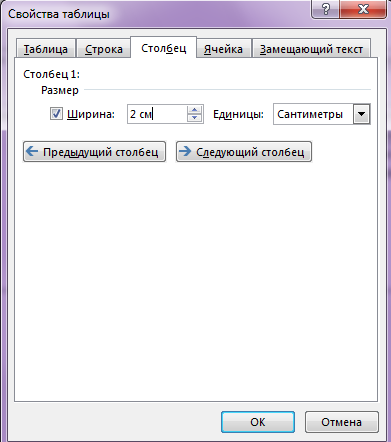 Свойства таблицы
Таблица Строка Столбец Ячейка Замещающий текст
Столбец 1:
Размер
Ширина: 2 см Единицы: Сантиметры
Предыдущий столбец Следующий столбец
ОК Отмена